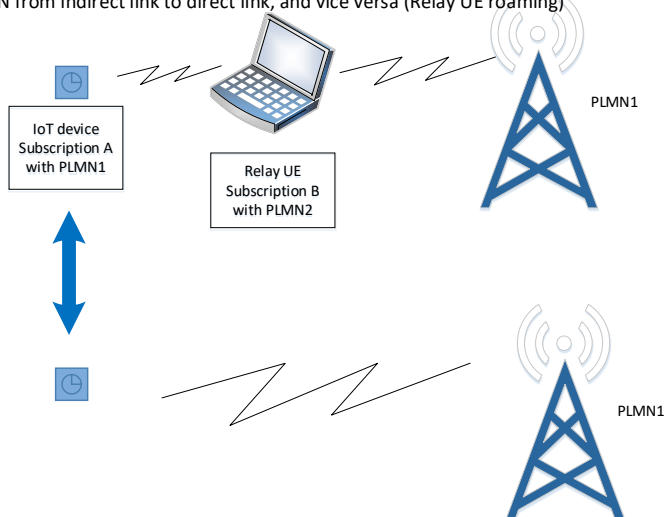 N from indirect link to direct link, and vice versa (Relay UE roaming)
PLMN1
IoT device
Subscription A
with PLMN1
Relay UE
Subscription B
with PLMN2
PLMN1